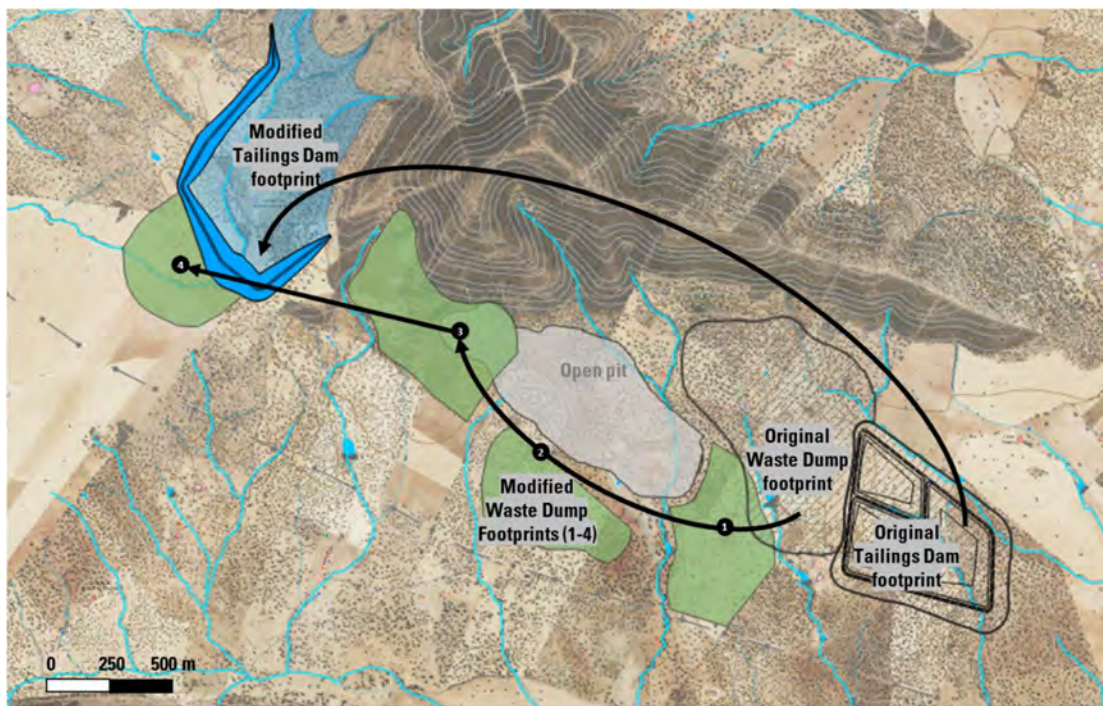 Modified
Tailings Dam
footprint
4
3
Open pit
Original
Waste Dump
footprint
2
Modified
Waste Dump
Footprints (1-4)
1
Original
Tailings Dam
footprint
0 250 500 m